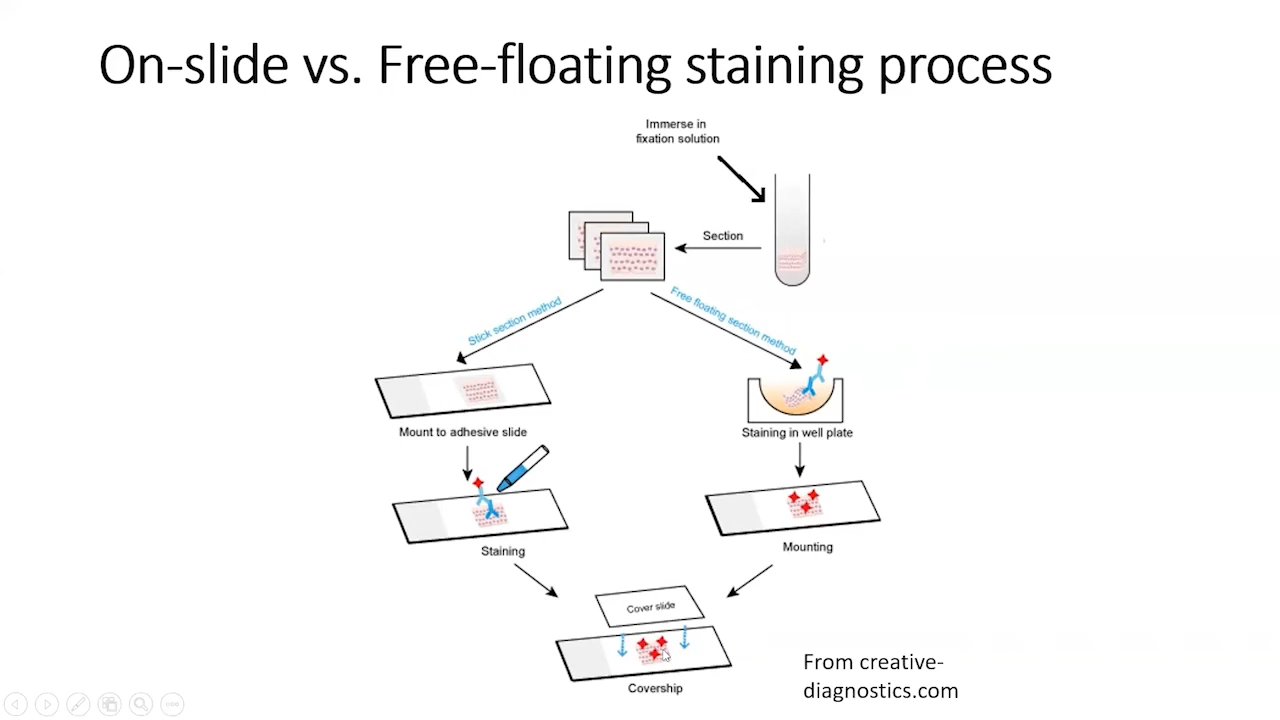 On-slide vs. Free-floating staining process
Immerse in
fixation solution
Section
Stick section method
Free floating section method
Mount to adhesive slide
Staining in well plate
Staining
Mounting
Cover slide
Covership
From creative-
diagnostics.com